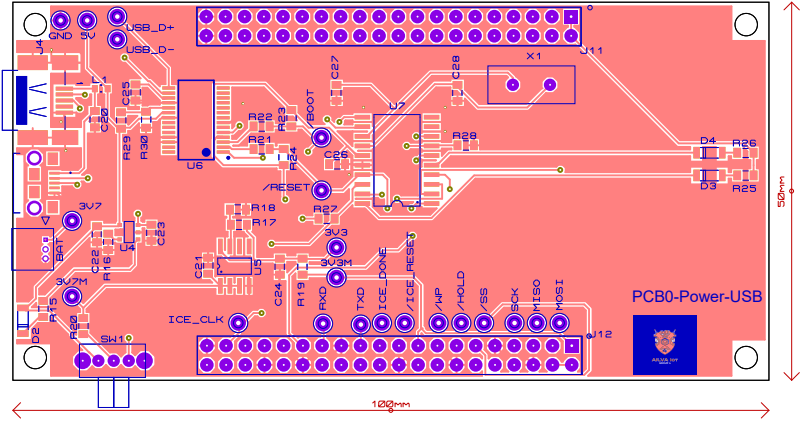 USB_D+
GND 5V
USB_D-
J4
J11
X1
L1
C25
C27
C28
U7
C20
R29
R30
U6
R22
R23
BOOT
R21
R24
C26
R28
D4
R26
D3
R25
/RESET
3V7
R18
R27
R17
U4
C23
BAT
C22
R16
3V3
C21
U5
3V3M
C24
R19
3V7M
RXD
TXD
ICE_DONE
/ICE_RESET
/WP
/HOLD
/SS
SCK
MISO
MOSI
PCB0-Power-USB
R15
R20
ICE_CLK
D2
SW1
J12
AILVA IoT
50mm
100mm